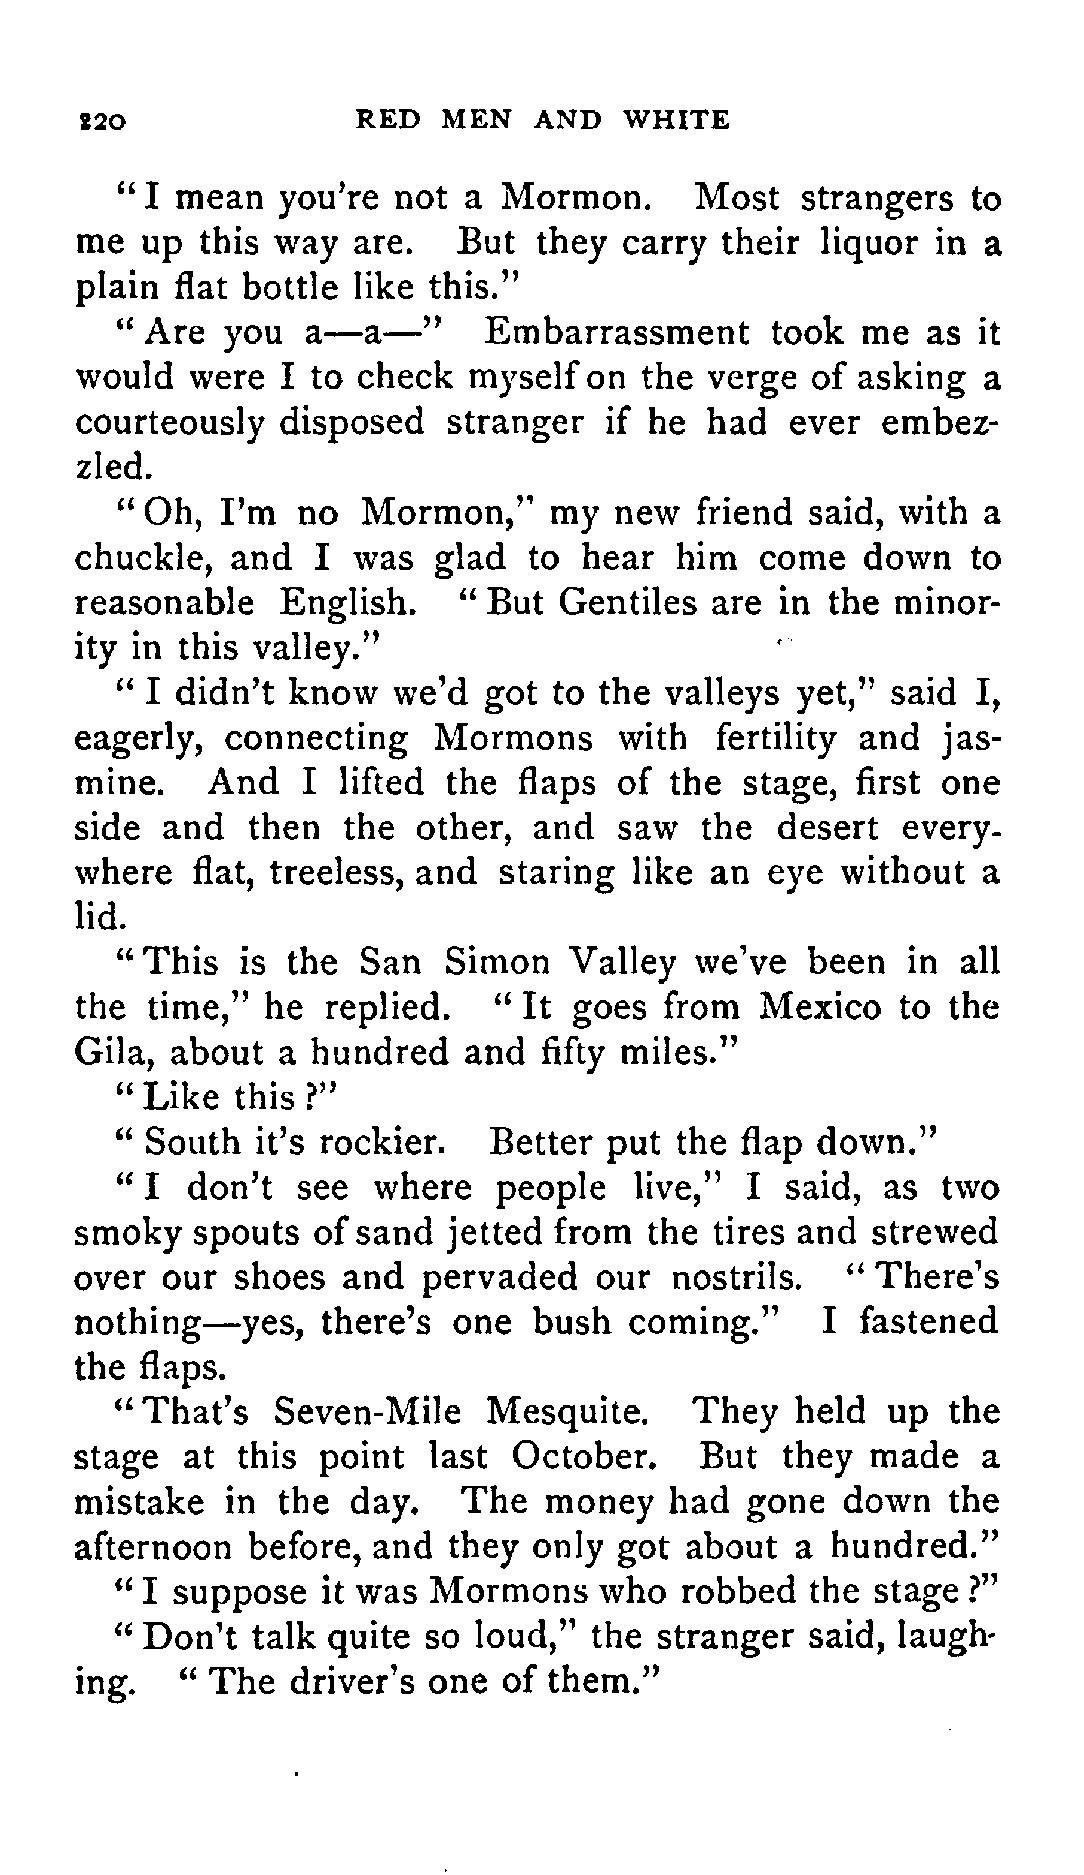 220 RED MEN AND WHITE
“I mean you're not a Mormon. Most strangers to
me up this way are. But they carry their liquor in a
plain flat bottle like this.”
“Are you a—a—” Embarrassment took me as it
would were I to check myself on the verge of asking a
courteously disposed stranger if he had ever embez-
zled.
“Oh, I'm no Mormon,” my new friend said, with a
chuckle, and I was glad to hear him come down to
reasonable English. “But Gentiles are in the minor-
ity in this valley.”
“I didn't know we'd got to the valleys yet,” said I,
eagerly, connecting Mormons with fertility and jas-
mine. And I lifted the flaps of the stage, first one
side and then the other, and saw the desert every-
where flat, treeless, and staring like an eye without a
lid.
“This is the San Simon Valley we've been in all
the time,” he replied. “It goes from Mexico to the
Gila, about a hundred and fifty miles.”
“Like this?”
“South it's rockier. Better put the flap down.”
“I don't see where people live,” I said, as two
smoky spouts of sand jetted from the tires and strewed
over our shoes and pervaded our nostrils. “There's
nothing—yes, there's one bush coming.” I fastened
the flaps.
“That's Seven-Mile Mesquite. They held up the
stage at this point last October. But they made a
mistake in the day. The money had gone down the
afternoon before, and they only got about a hundred.”
“I suppose it was Mormons who robbed the stage?”
“Don't talk quite so loud,” the stranger said, laugh-
ing. “The driver's one of them.”